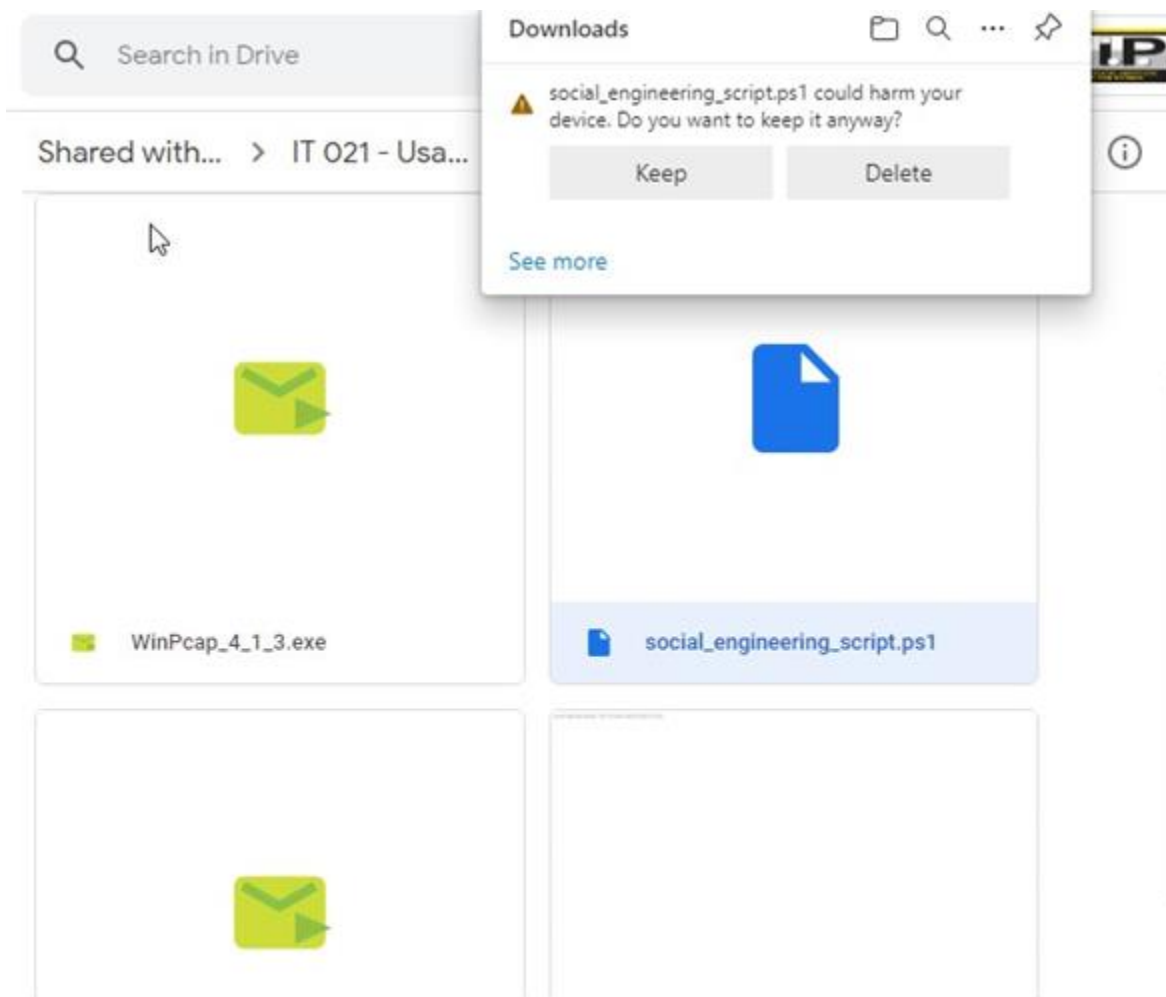 Search in Drive
Downloads
social_engineering_script.ps1 could harm your
device. Do you want to keep it anyway?
Keep
Delete
See more
Shared with... > IT 021 - Usa...
WinPcap_4_1_3.exe
social_engineering_script.ps1